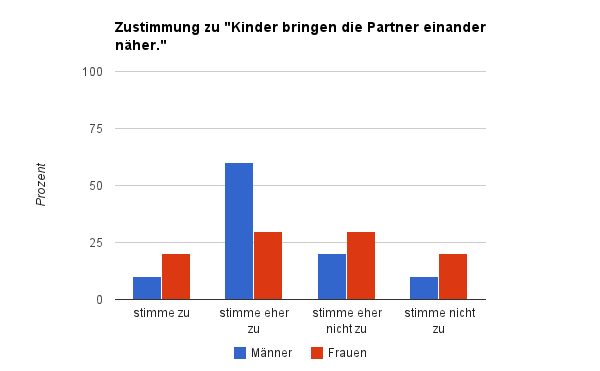 Zustimmung zu "Kinder bringen die Partner einander
näher."
100
75
50
25
0
Prozent
stimme zu
stimme eher
zu
stimme eher
nicht zu
stimme nicht
zu
Männer
Frauen